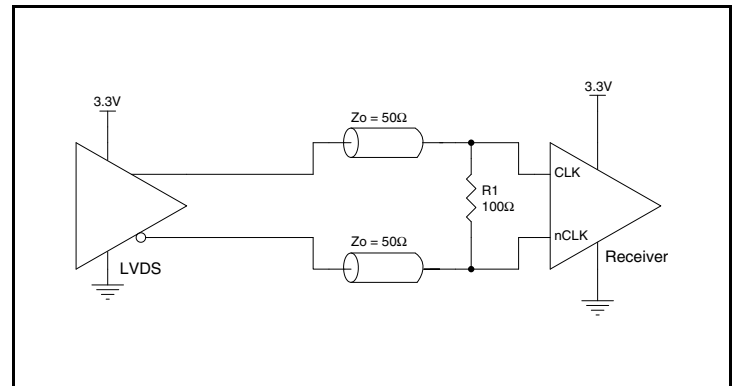 3.3V
3.3V
Zo = 50Ω
CLK
R1
100Ω
nCLK
Zo = 50Ω
Receiver
LVDS